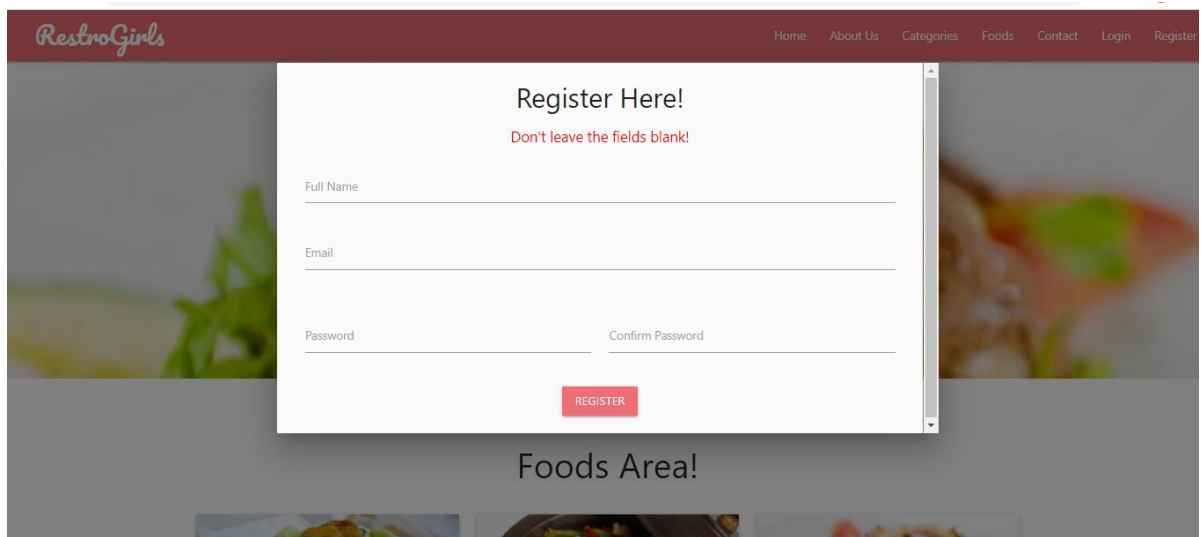 RestroGirls
Home About Us Categories Foods Contact Login Register
Register Here!
Don't leave the fields blank!
Full Name
Email
Password Confirm Password
REGISTER
Foods Area!